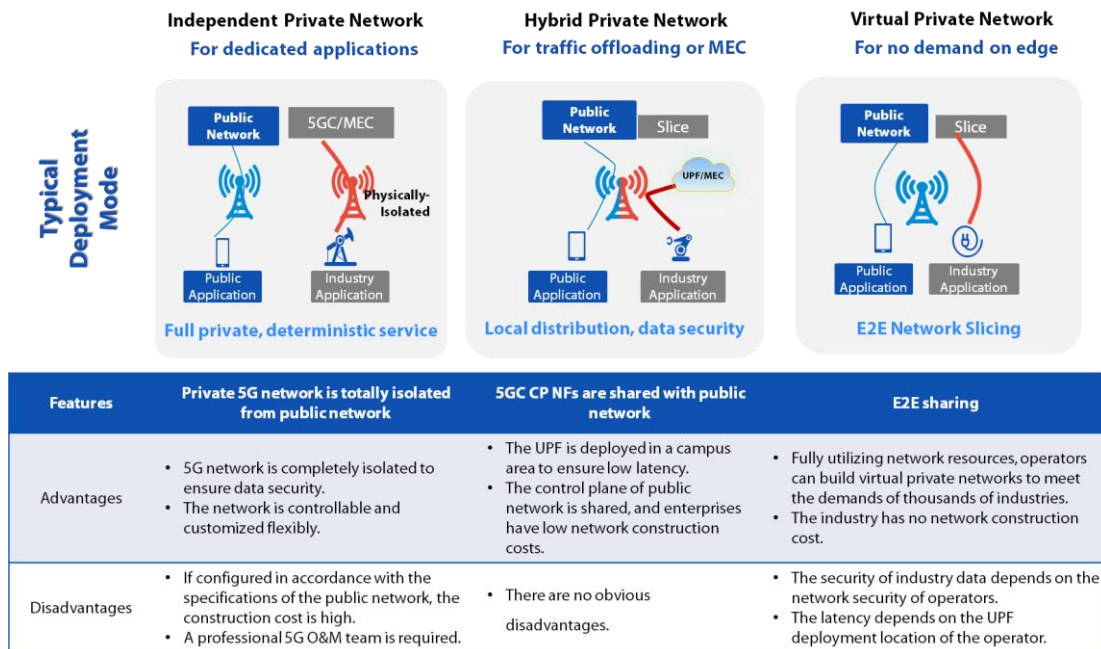 Independent Private Network
For dedicated applications
Hybrid Private Network
For traffic offloading or MEC
Virtual Private Network
For no demand on edge
Typical
Deployment
Mode
Public
Network
5GC/MEC
Physically-
Isolated
Public
Application
Industry
Application
Full private, deterministic service
Public
Network
Slice
UPF/MEC
Public
Application
Industry
Application
Local distribution, data security
Public
Network
Slice
Public
Application
Industry
Application
E2E Network Slicing
Features
Private 5G network is totally isolated
from public network
5GC CP NFs are shared with public
network
E2E sharing
Advantages
• 5G network is completely isolated to
ensure data security.
• The network is controllable and
customized flexibly.
• The UPF is deployed in a campus
area to ensure low latency.
• The control plane of public
network is shared, and enterprises
have low network construction
costs.
• Fully utilizing network resources, operators
can build virtual private networks to meet
the demands of thousands of industries.
• The industry has no network construction
cost.
Disadvantages
• If configured in accordance with the
specifications of the public network, the
construction cost is high.
• A professional 5G O&M team is required.
• There are no obvious
disadvantages.
• The security of industry data depends on the
network security of operators.
• The latency depends on the UPF
deployment location of the operator.